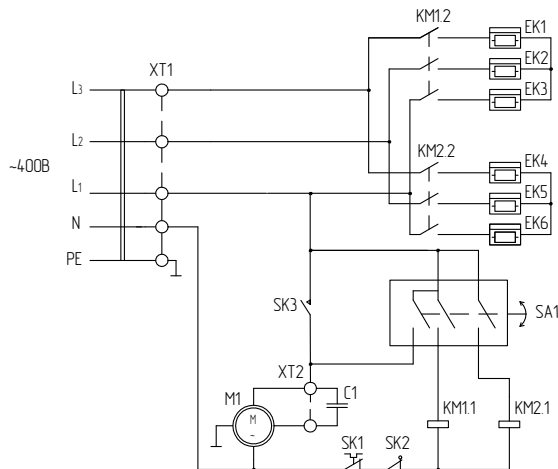 KM1.2
EK1
XT1
EK2
L3
EK3
L2
KM2.2
~400В
EK4
L1
EK5
N
EK6
PE
SK3
SA1
XT2
C1
M1
KM1.1
KM2.1
M
~
SK1
SK2